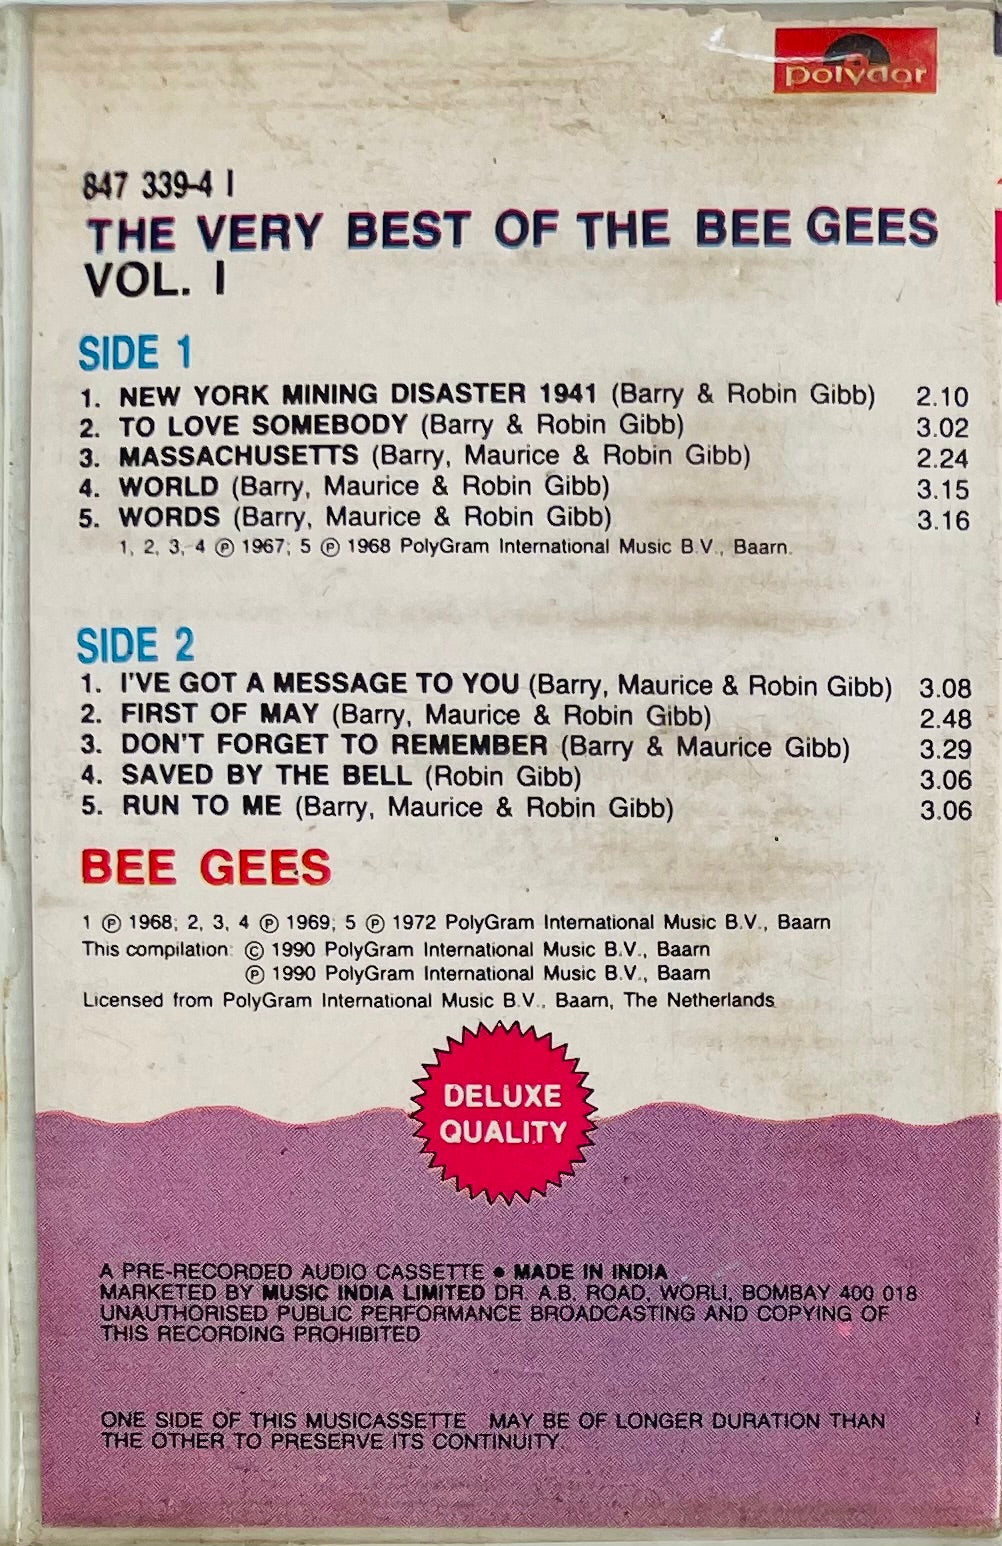 polydor
847 339-4 I
THE VERY BEST OF THE BEE GEES
VOL. I
SIDE 1
1. NEW YORK MINING DISASTER 1941 (Barry & Robin Gibb) 2.10
2. TO LOVE SOMEBODY (Barry & Robin Gibb) 3.02
3. MASSACHUSETTS (Barry, Maurice & Robin Gibb) 2.24
4. WORLD (Barry, Maurice & Robin Gibb) 3.15
5. WORDS (Barry, Maurice & Robin Gibb) 3.16
1, 2, 3, 4 ℗ 1967; 5 ℗ 1968 PolyGram International Music B.V., Baarn.
SIDE 2
1. I'VE GOT A MESSAGE TO YOU (Barry, Maurice & Robin Gibb) 3.08
2. FIRST OF MAY (Barry, Maurice & Robin Gibb) 2.48
3. DON'T FORGET TO REMEMBER (Barry & Maurice Gibb) 3.29
4. SAVED BY THE BELL (Robin Gibb) 3.06
5. RUN TO ME (Barry, Maurice & Robin Gibb) 3.06
BEE GEES
1 ℗ 1968; 2, 3, 4 ℗ 1969; 5 ℗ 1972 PolyGram International Music B.V., Baarn
This compilation: © 1990 PolyGram International Music B.V., Baarn
℗ 1990 PolyGram International Music B.V., Baarn
Licensed from PolyGram International Music B.V., Baarn, The Netherlands
DELUXE
QUALITY
A PRE-RECORDED AUDIO CASSETTE • MADE IN INDIA
MARKETED BY MUSIC INDIA LIMITED DR. A.B. ROAD, WORLI, BOMBAY 400 018
UNAUTHORISED PUBLIC PERFORMANCE BROADCASTING AND COPYING OF
THIS RECORDING PROHIBITED
ONE SIDE OF THIS MUSICASSETTE MAY BE OF LONGER DURATION THAN
THE OTHER TO PRESERVE ITS CONTINUITY.